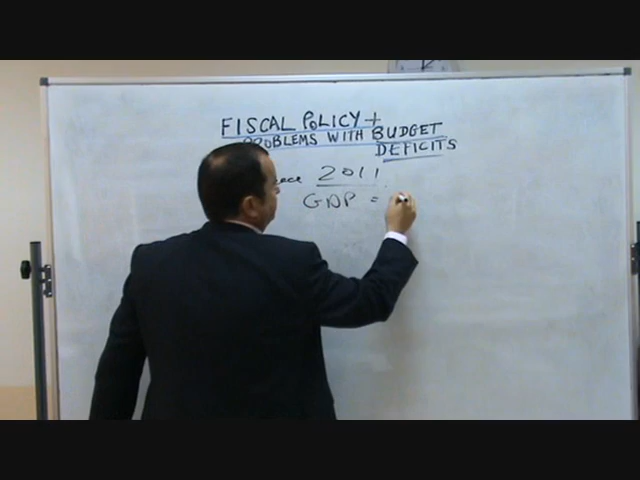 FISCAL POLICY +
PROBLEMS WITH BUDGET
DEFICITS
2011
GDP =